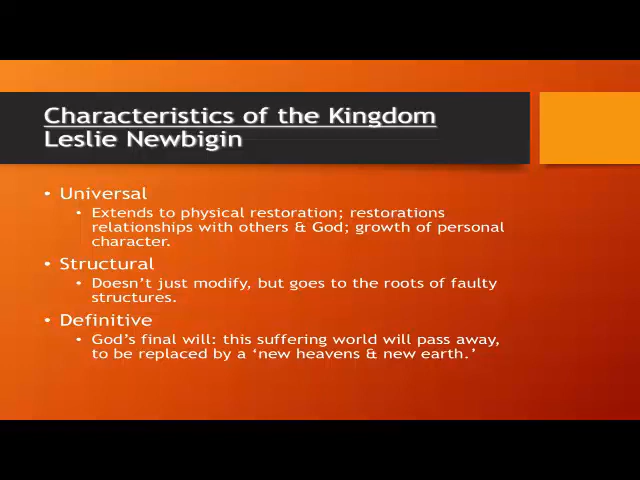 Characteristics of the Kingdom
Leslie Newbigin
• Universal
• Extends to physical restoration; restorations
relationships with others & God; growth of personal
character.
• Structural
• Doesn't just modify, but goes to the roots of faulty
structures.
• Definitive
• God's final will: this suffering world will pass away,
to be replaced by a 'new heavens & new earth.'